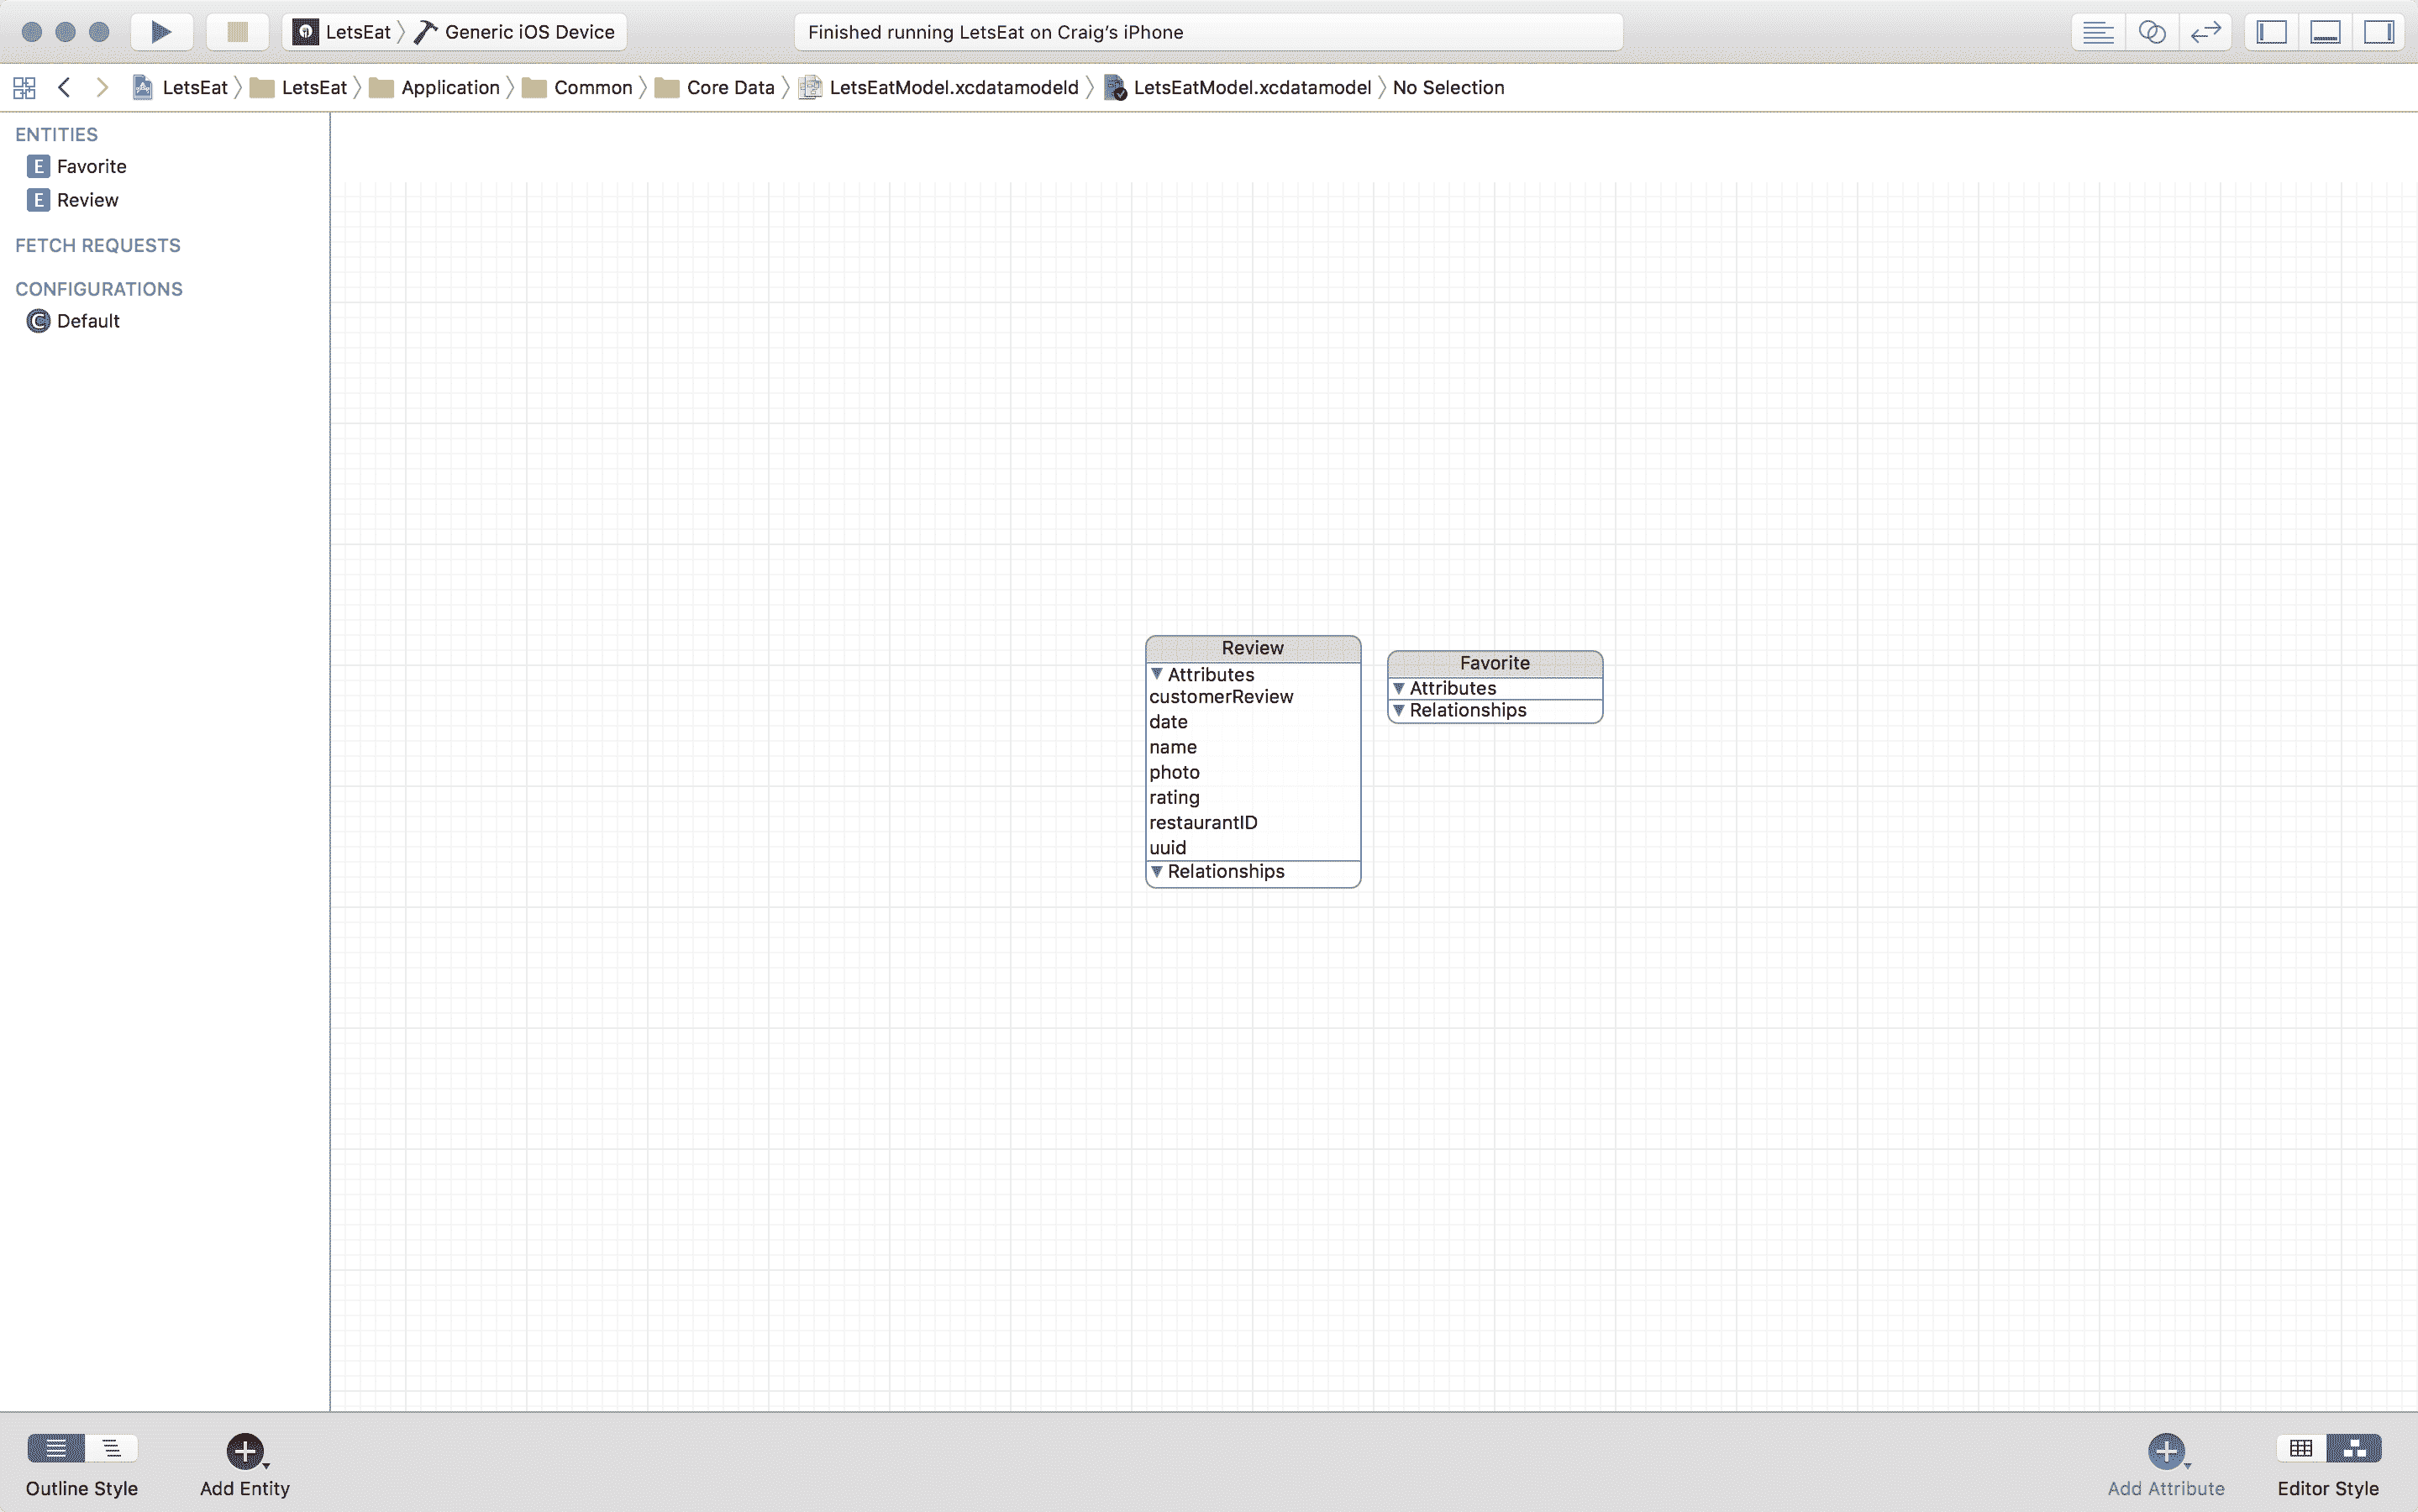 LetsEat Generic iOS Device Finished running LetsEat on Craig’s iPhone
LetsEat LetsEat Application Common Core Data LetsEatModel.xcdatamodeld LetsEatModel.xcdatamodel No Selection
ENTITIES
E Favorite
E Review
FETCH REQUESTS
CONFIGURATIONS
C Default
Review
Attributes
customerReview
date
name
photo
rating
restaurantID
uuid
Relationships
Favorite
Attributes
Relationships
Outline Style Add Entity Add Attribute Editor Style